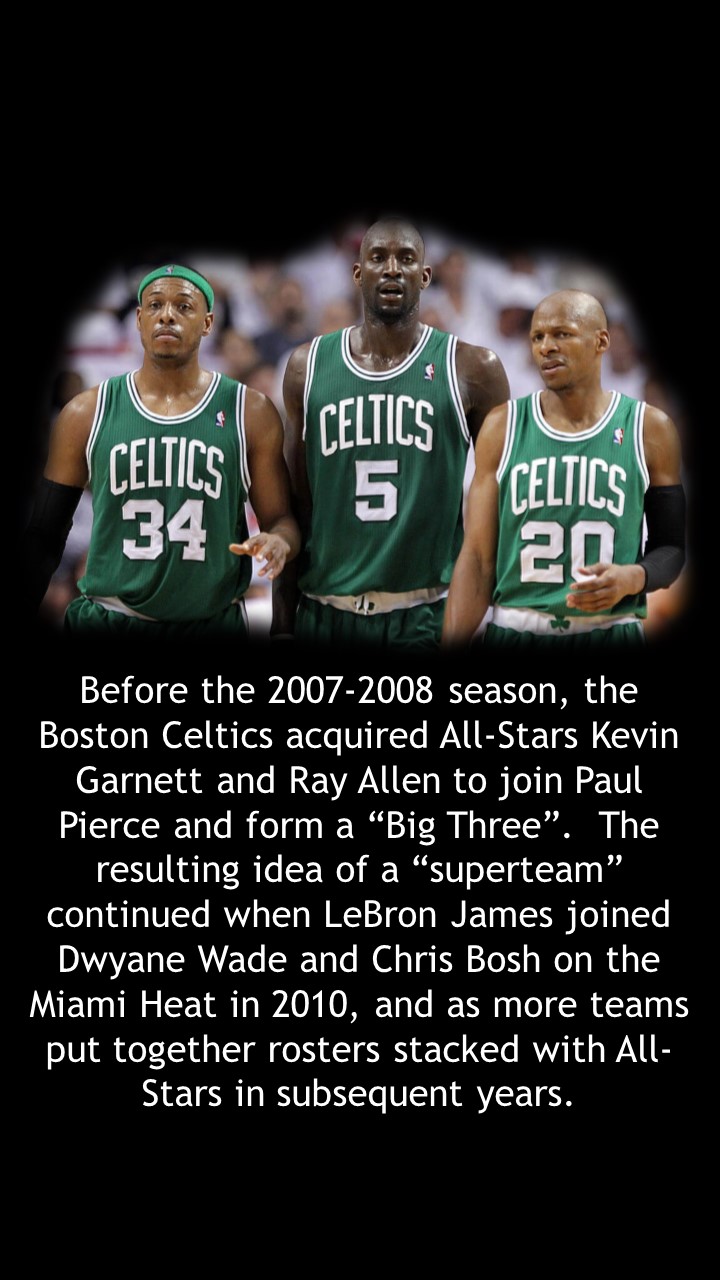 CELTICS
34
CELTICS
5
CELTICS
20
Before the 2007-2008 season, the
Boston Celtics acquired All-Stars Kevin
Garnett and Ray Allen to join Paul
Pierce and form a “Big Three”.  The
resulting idea of a “superteam”
continued when LeBron James joined
Dwyane Wade and Chris Bosh on the
Miami Heat in 2010, and as more teams
put together rosters stacked with All-
Stars in subsequent years.